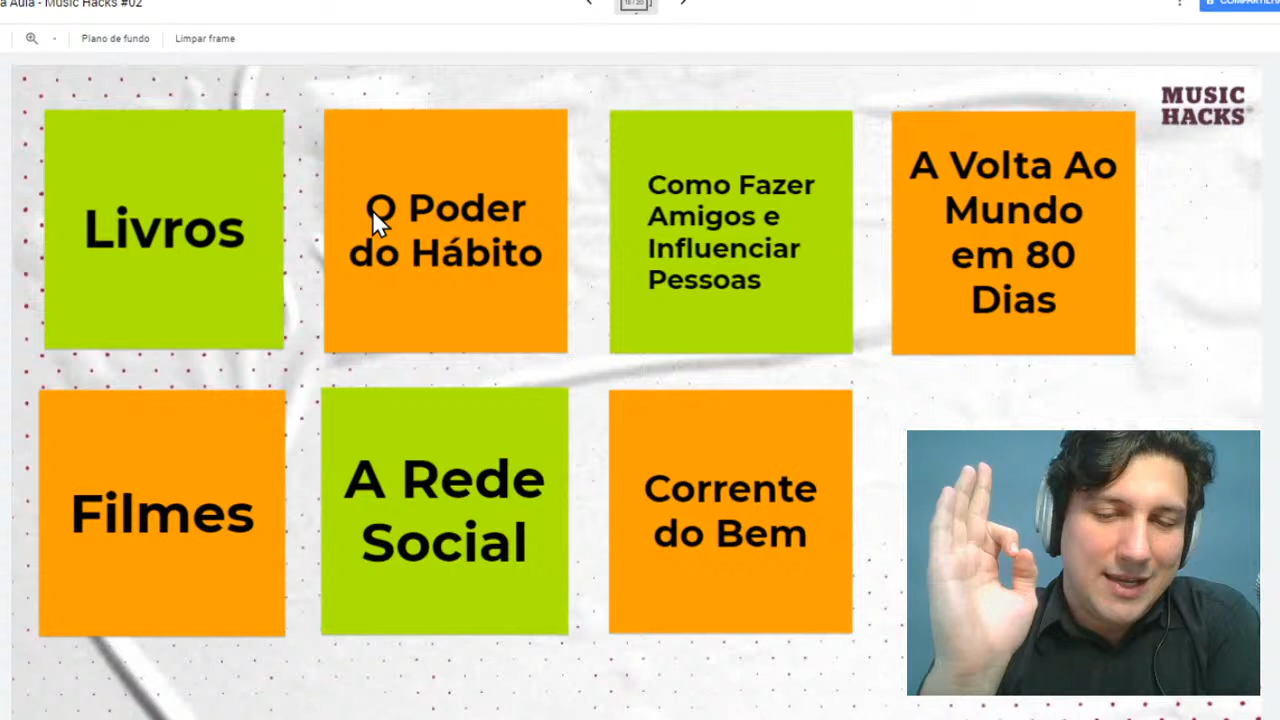 a Aula - Music Hacks #02
Plano de fundo
Limpar frame
MUSIC
HACKS
Livros
O Poder
do Hábito
Como Fazer
Amigos e
Influenciar
Pessoas
A Volta Ao
Mundo
em 80
Dias
Filmes
A Rede
Social
Corrente
do Bem